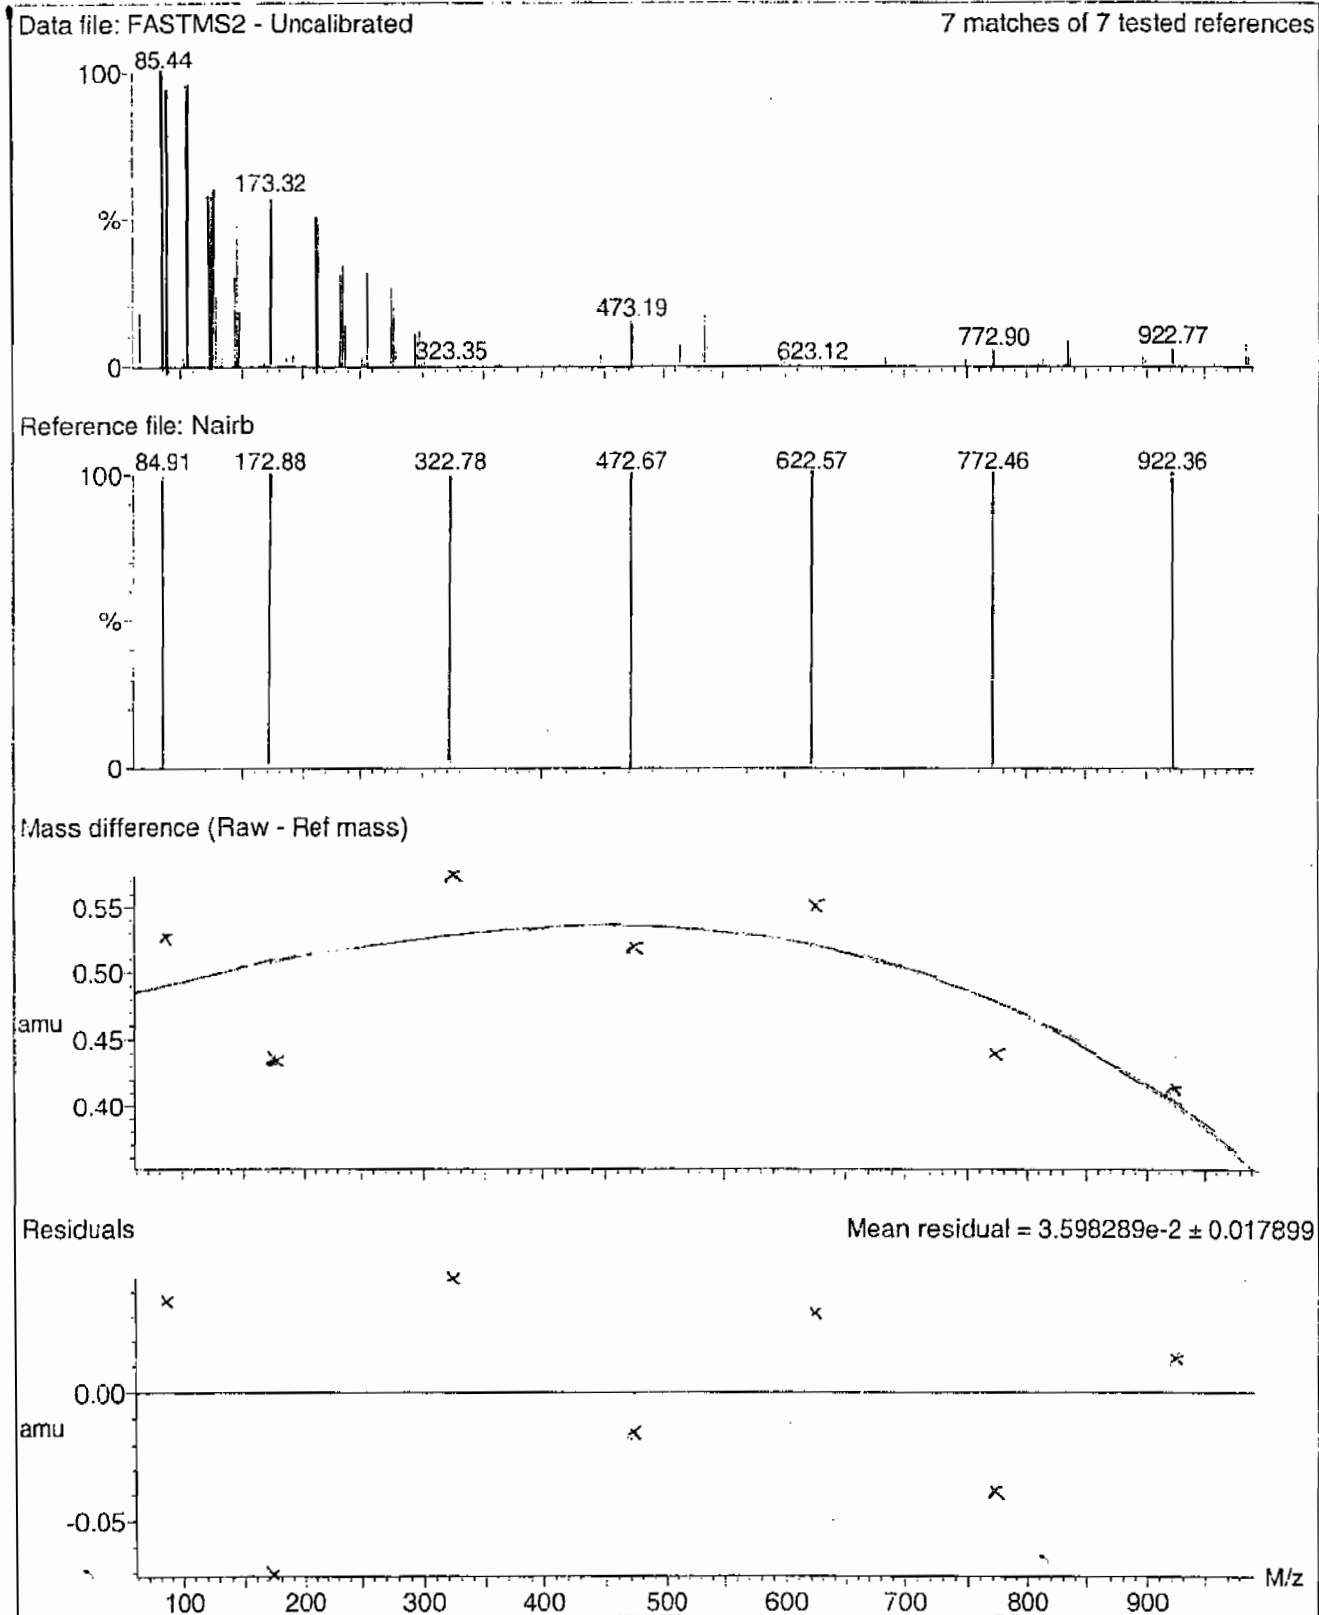 Data file: FASTMS2 - Uncalibrated 7 matches of 7 tested references
85.44
100
173.32
%
473.19
323.35 623.12 772.90 922.77
0
Reference file: Nairb
84.91 172.88 322.78 472.67 622.57 772.46 922.36
100
%
0
Mass difference (Raw - Ref mass)
0.55
0.50
amu
0.45
0.40
Residuals Mean residual = 3.598289e-2 ± 0.017899
0.00
amu
-0.05
M/z
100 200 300 400 500 600 700 800 900